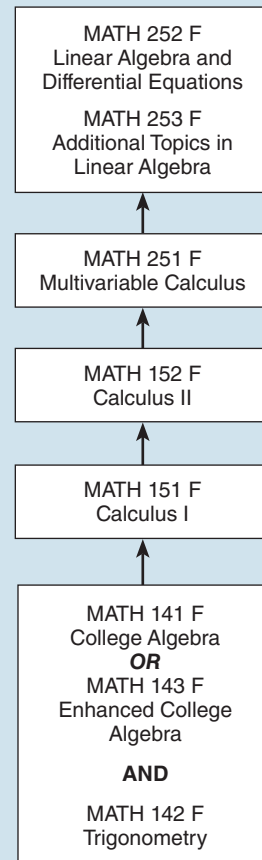 MATH 252 F
Linear Algebra and
Differential Equations
MATH 253 F
Additional Topics in
Linear Algebra
MATH 251 F
Multivariable Calculus
MATH 152 F
Calculus II
MATH 151 F
Calculus I
MATH 141 F
College Algebra
OR
MATH 143 F
Enhanced College
Algebra
AND
MATH 142 F
Trigonometry